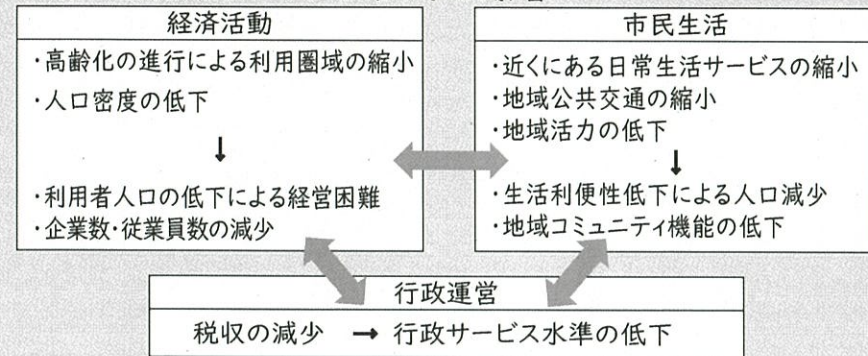 経済活動
・高齢化の進行による利用圏域の縮小
・人口密度の低下
↓
・利用者人口の低下による経営困難
・企業数・従業員数の減少
市民生活
・近くにある日常生活サービスの縮小
・地域公共交通の縮小
・地域活力の低下
↓
・生活利便性低下による人口減少
・地域コミュニティ機能の低下
行政運営
税収の減少 → 行政サービス水準の低下